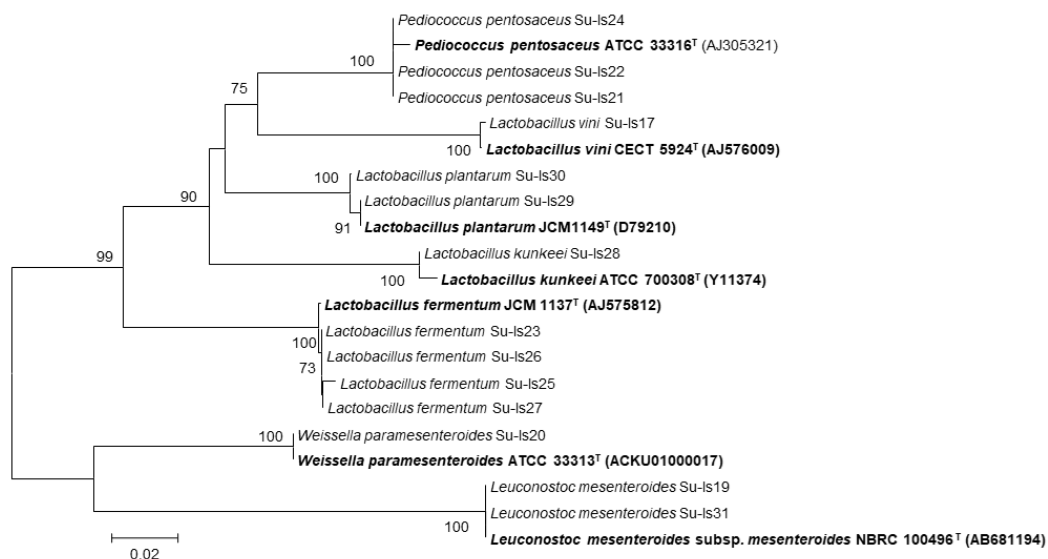 Pediococcus pentosaceus Su-ls24
Pediococcus pentosaceus ATCC 33316T (AJ305321)
100
Pediococcus pentosaceus Su-ls22
75
Pediococcus pentosaceus Su-ls21
Lactobacillus vini Su-ls17
100
Lactobacillus vini CECT 5924T (AJ576009)
100
Lactobacillus plantarum Su-ls30
90
Lactobacillus plantarum Su-ls29
91
Lactobacillus plantarum JCM1149T (D79210)
99
Lactobacillus kunkeei Su-ls28
100
Lactobacillus kunkeei ATCC 700308T (Y11374)
Lactobacillus fermentum JCM 1137T (AJ575812)
Lactobacillus fermentum Su-ls23
100
Lactobacillus fermentum Su-ls26
73
Lactobacillus fermentum Su-ls25
Lactobacillus fermentum Su-ls27
100
Weissella paramesenteroides Su-ls20
Weissella paramesenteroides ATCC 33313T (ACKU01000017)
Leuconostoc mesenteroides Su-ls19
Leuconostoc mesenteroides Su-ls31
100
Leuconostoc mesenteroides subsp. mesenteroides NBRC 100496T (AB681194)
0.02